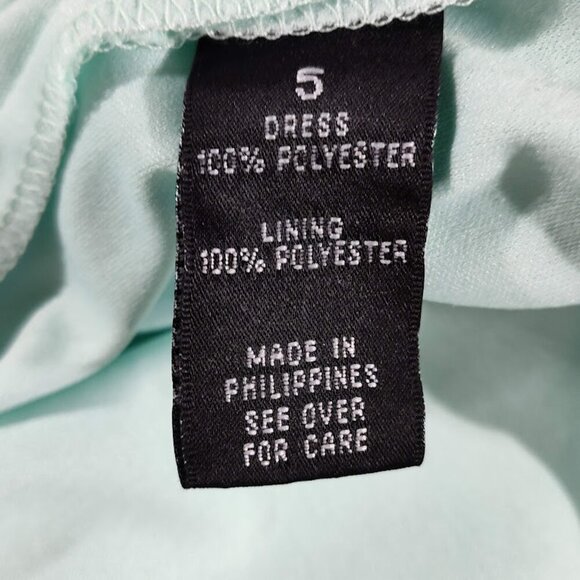 5
DRESS
100% POLYESTER
LINING
100% POLYESTER
MADE IN
PHILIPPINES
SEE OVER
FOR CARE